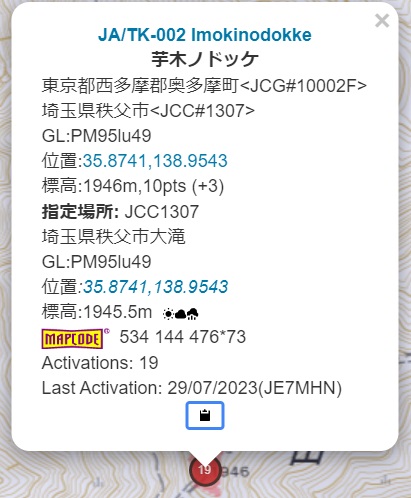 ×
JA/TK-002 Imokinodokke
芋木ノドッケ
東京都西多摩郡奥多摩町<JCG#10002F>
埼玉県秩父市<JCC#1307>
GL:PM95lu49
位置:35.8741,138.9543
標高:1946m,10pts (+3)
指定場所: JCC1307
埼玉県秩父市大滝
GL:PM95lu49
位置:35.8741,138.9543
標高:1945.5m
MAPCODE® 534 144 476*73
Activations: 19
Last Activation: 29/07/2023(JE7MHN)
19
946